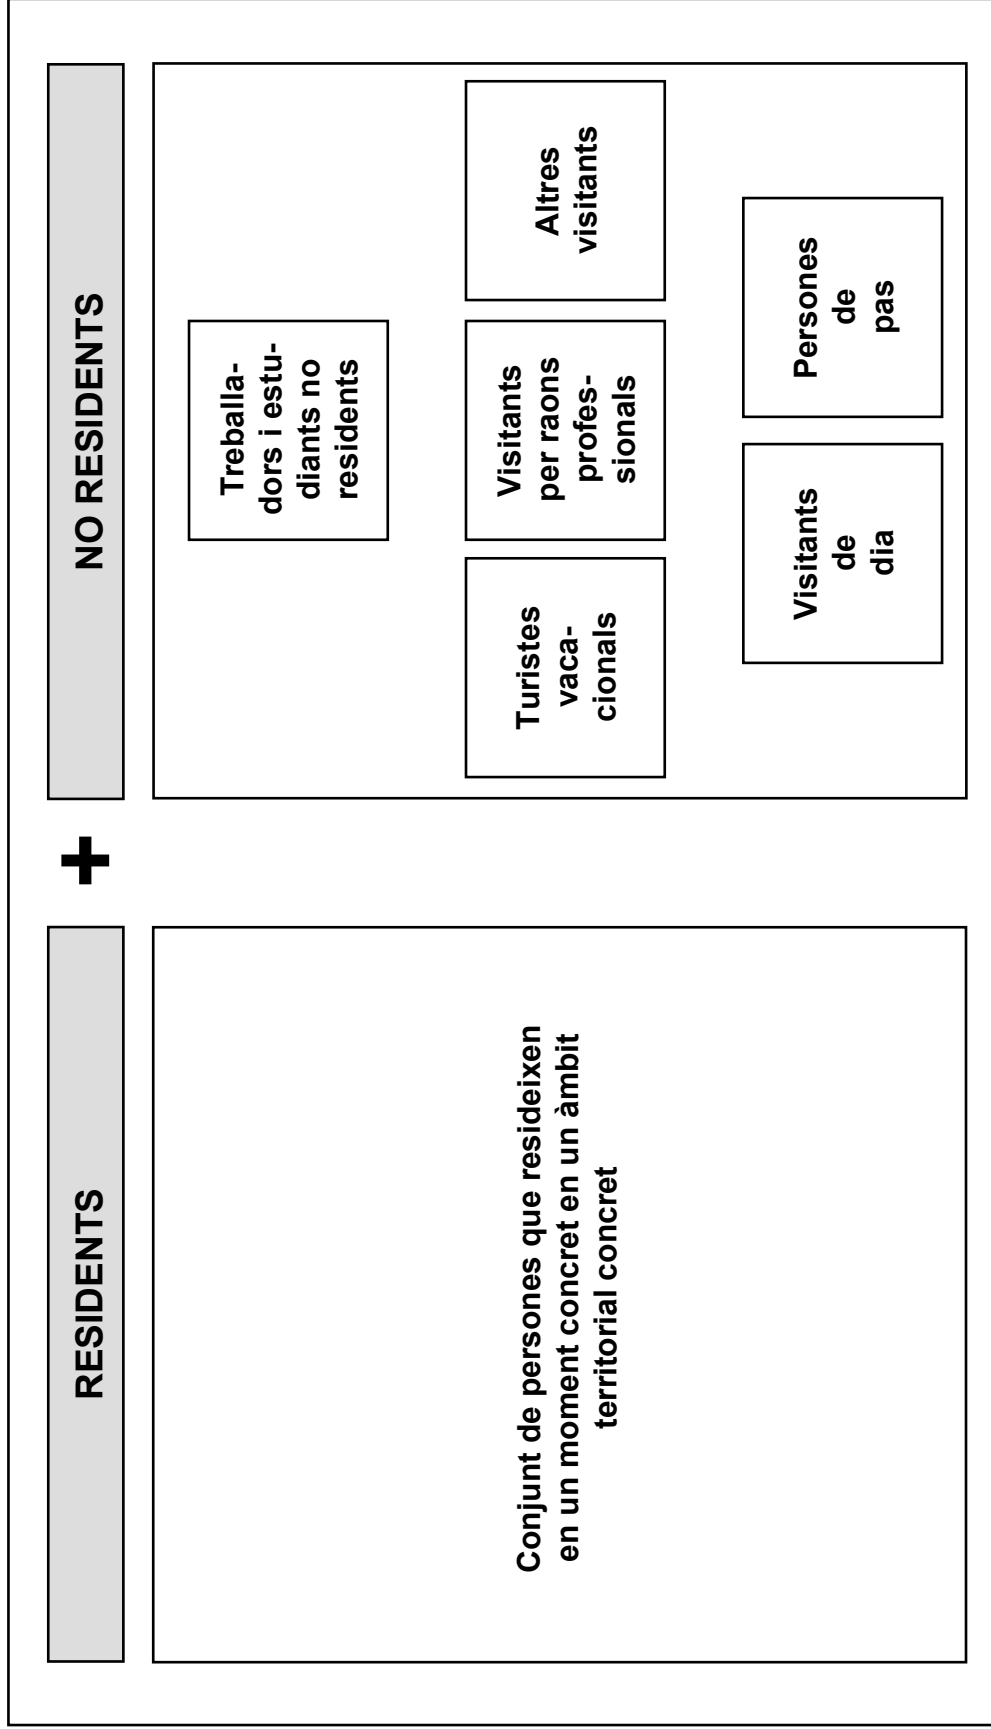 RESIDENTS
+
NO RESIDENTS
Conjunt de persones que resideixen
en un moment concret en un àmbit
territorial concret
Treballa-
dors i estu-
diants no
residents
Turistes
vaca-
cionals
Visitants
per raons
profes-
sionals
Altres
visitants
Visitants
de
dia
Persones
de
pas